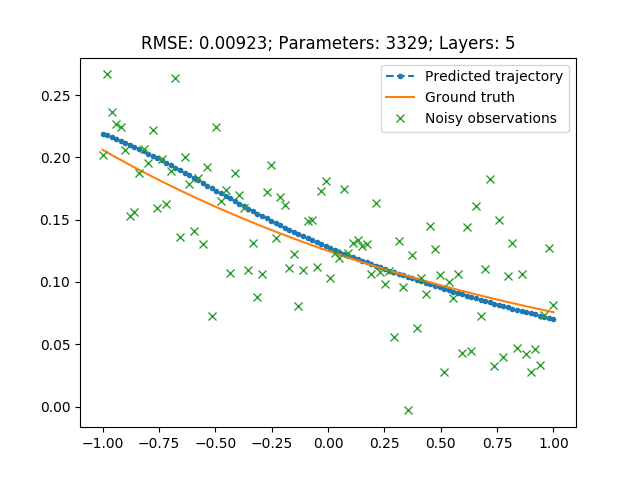 RMSE: 0.00923; Parameters: 3329; Layers: 5
Predicted trajectory
Ground truth
Noisy observations
0.25
0.20
0.15
0.10
0.05
0.00
−1.00 −0.75 −0.50 −0.25 0.00 0.25 0.50 0.75 1.00